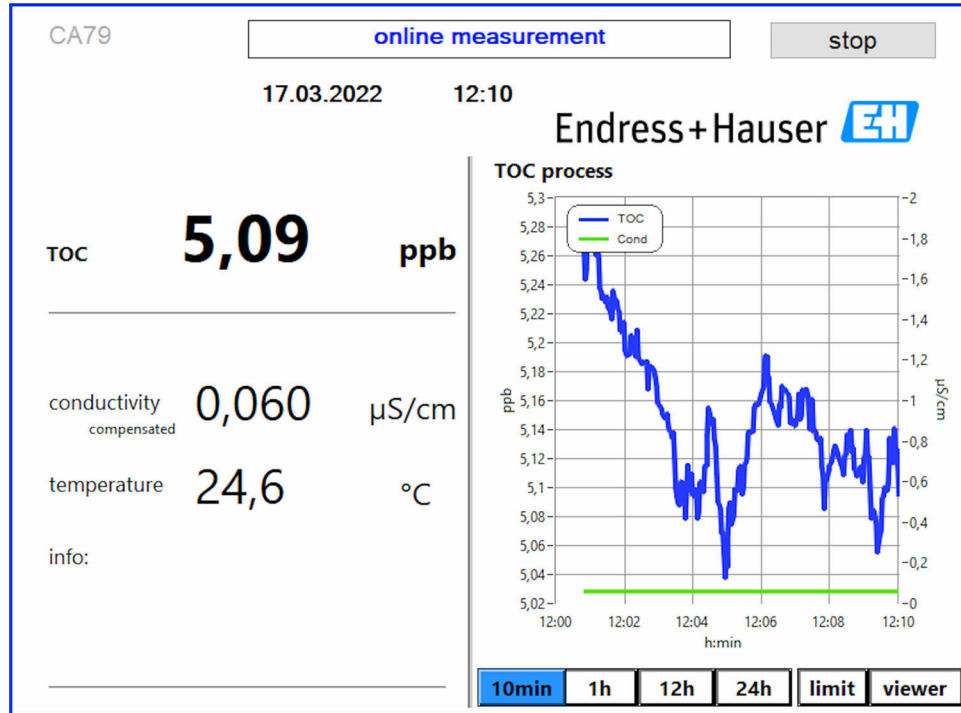 CA79
online measurement
stop
17.03.2022 12:10
Endress+Hauser EH
TOC 5,09 ppb
conductivity 0,060 µS/cm
compensated
temperature 24,6 °C
info:
TOC process
TOC
Cond
5,3
5,28
5,26
5,24
5,22
5,2
5,18
5,16
5,14
5,12
5,1
5,08
5,06
5,04
5,02
ppb
2
1,8
1,6
1,4
1,2
1
0,8
0,6
0,4
0,2
0
µS/cm
12:00 12:02 12:04 12:06 12:08 12:10
h:min
10min 1h 12h 24h limit viewer